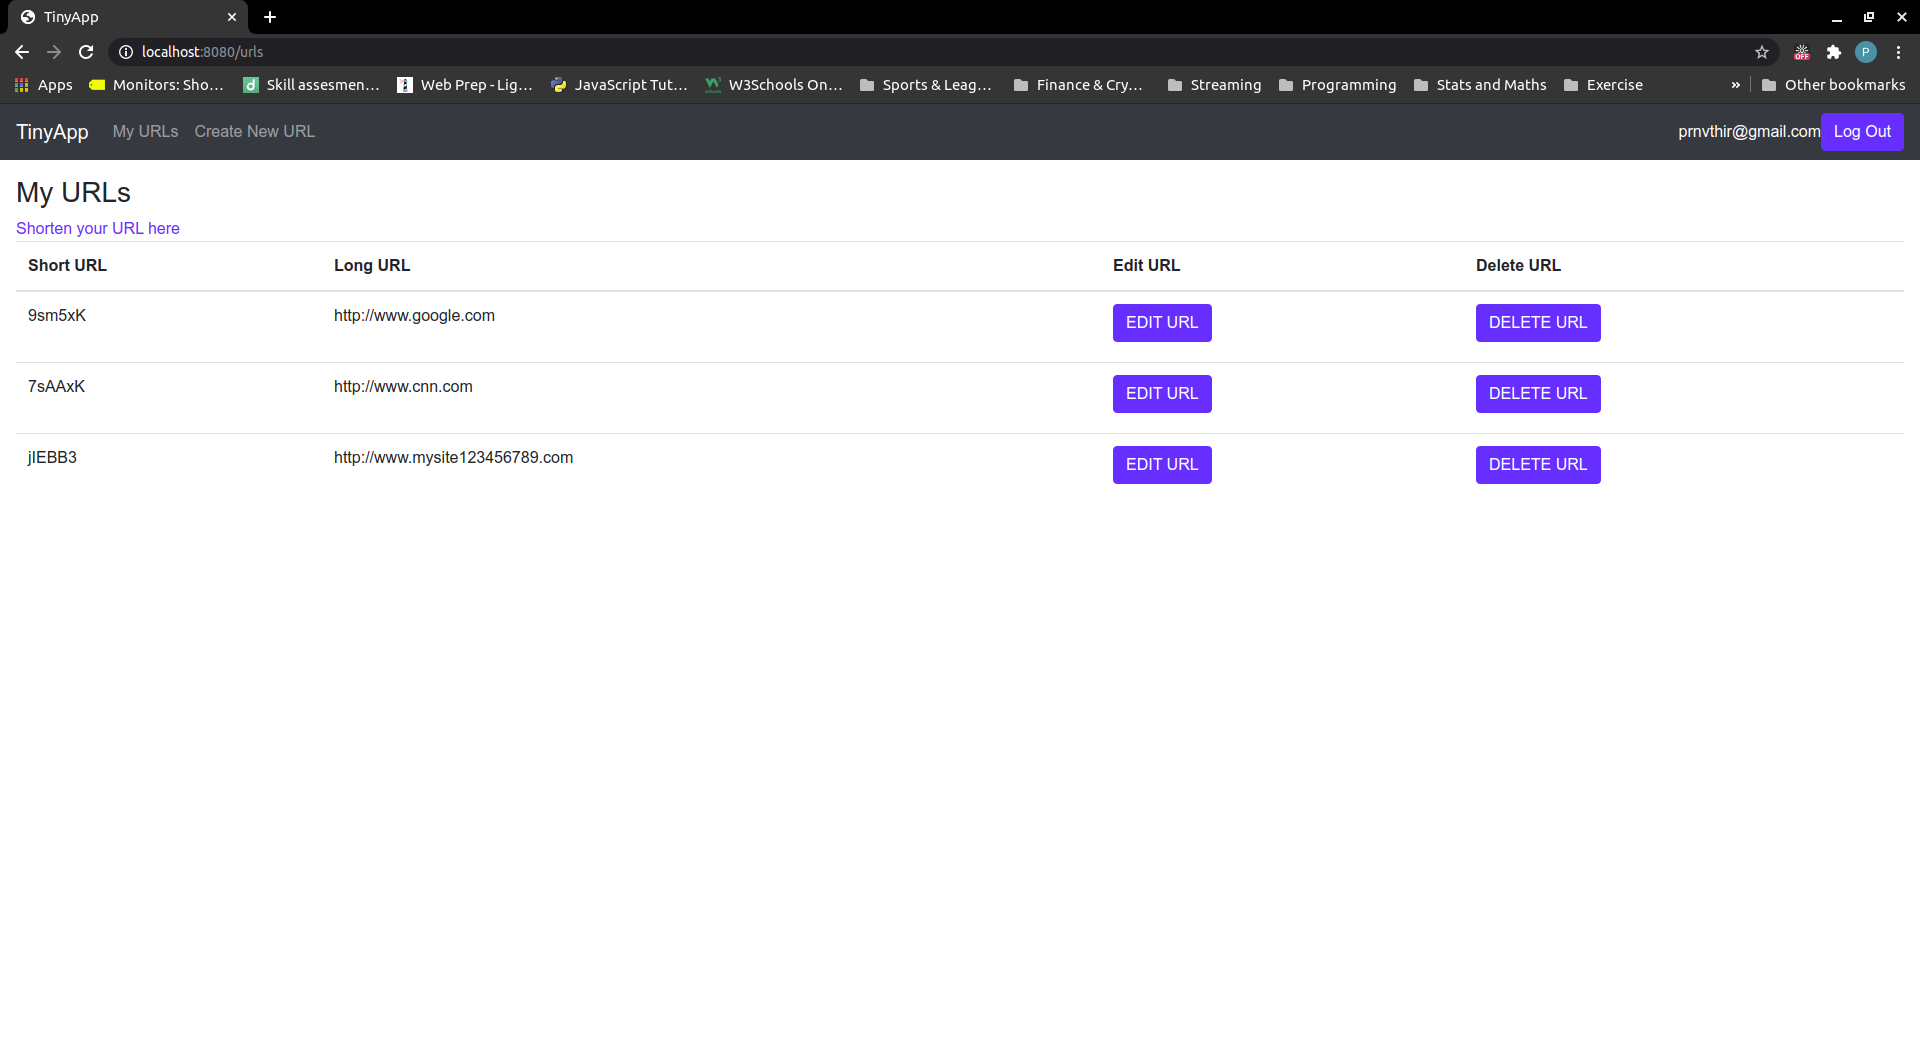 TinyApp
localhost:8080/urls
OFF
P
Apps Monitors: Sho... Skill assesmen... Web Prep - Lig... JavaScript Tut... W3Schools On... Sports & Leag... Finance & Cry... Streaming Programming Stats and Maths Exercise » Other bookmarks
TinyApp My URLs Create New URL prnvthir@gmail.com Log Out
My URLs
Shorten your URL here
Short URL Long URL Edit URL Delete URL
9sm5xK http://www.google.com EDIT URL DELETE URL
7sAAxK http://www.cnn.com EDIT URL DELETE URL
http://www.mysite123456789.com EDIT URL DELETE URL